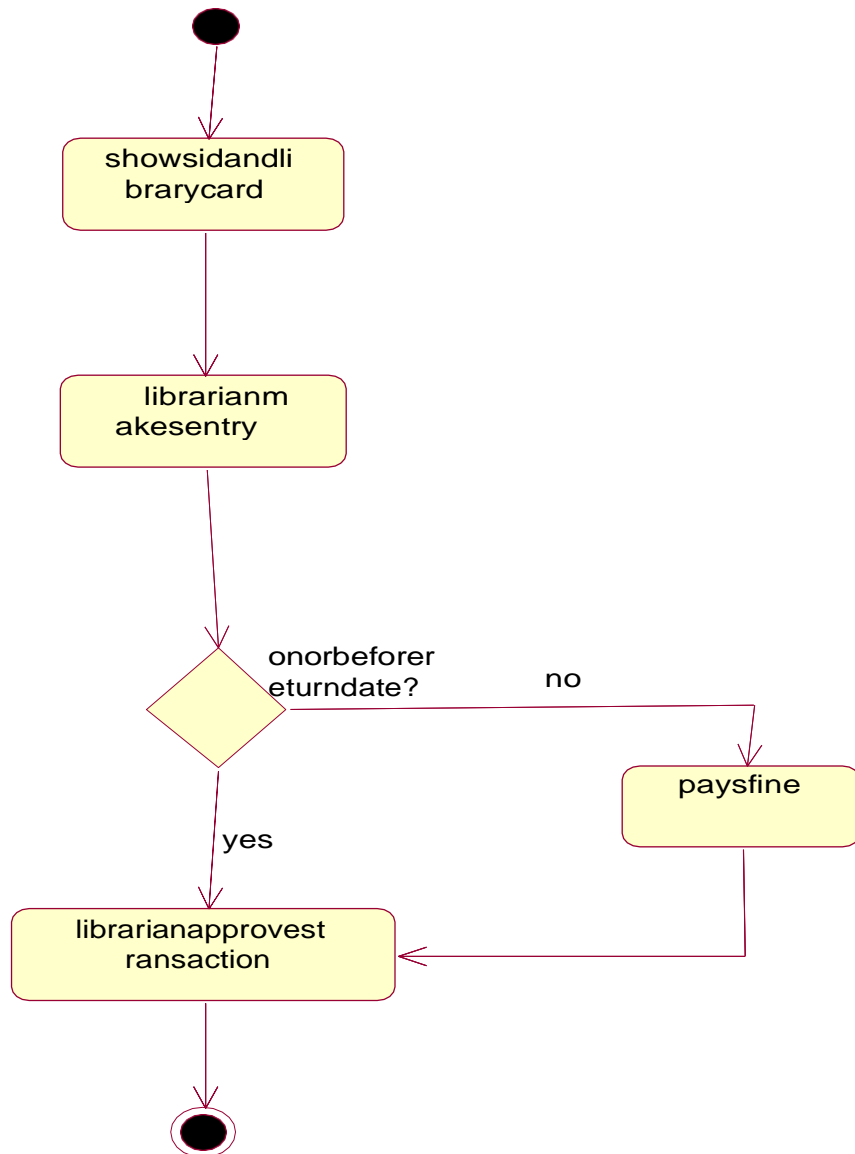 showsidandli
brarycard
librarianm
akesentry
onorbeforer
eturndate?
no
paysfine
yes
librarianapprovest
ransaction